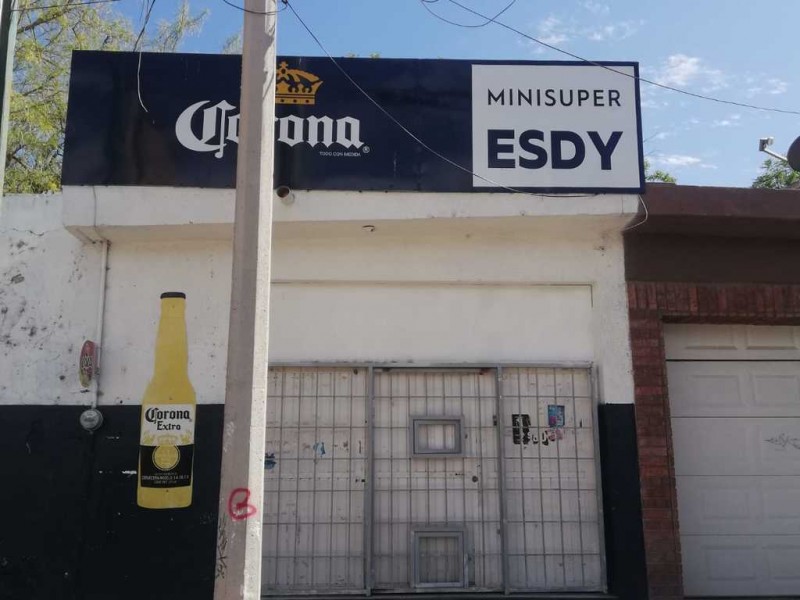 Corona
MINISUPER
ESDY
Corona
Extra